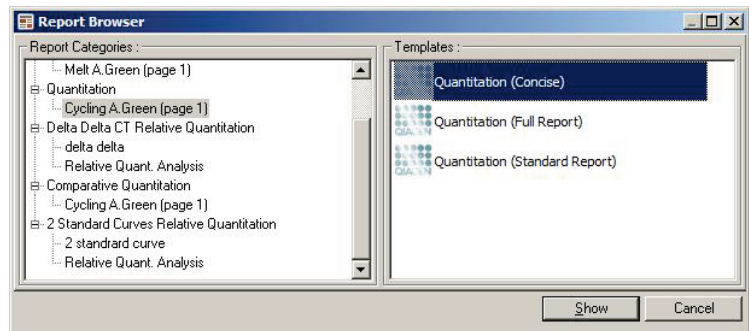 Report Browser
Report Categories :
Melt A.Green (page 1)
Quantitation
Cycling A.Green (page 1)
Delta Delta CT Relative Quantitation
delta delta
Relative Quant. Analysis
Comparative Quantitation
Cycling A.Green (page 1)
2 Standard Curves Relative Quantitation
2 standrard curve
Relative Quant. Analysis
Templates :
Quantitation (Concise)
QIAGEN
Quantitation (Full Report)
QIAGEN
Quantitation (Standard Report)
Show
Cancel